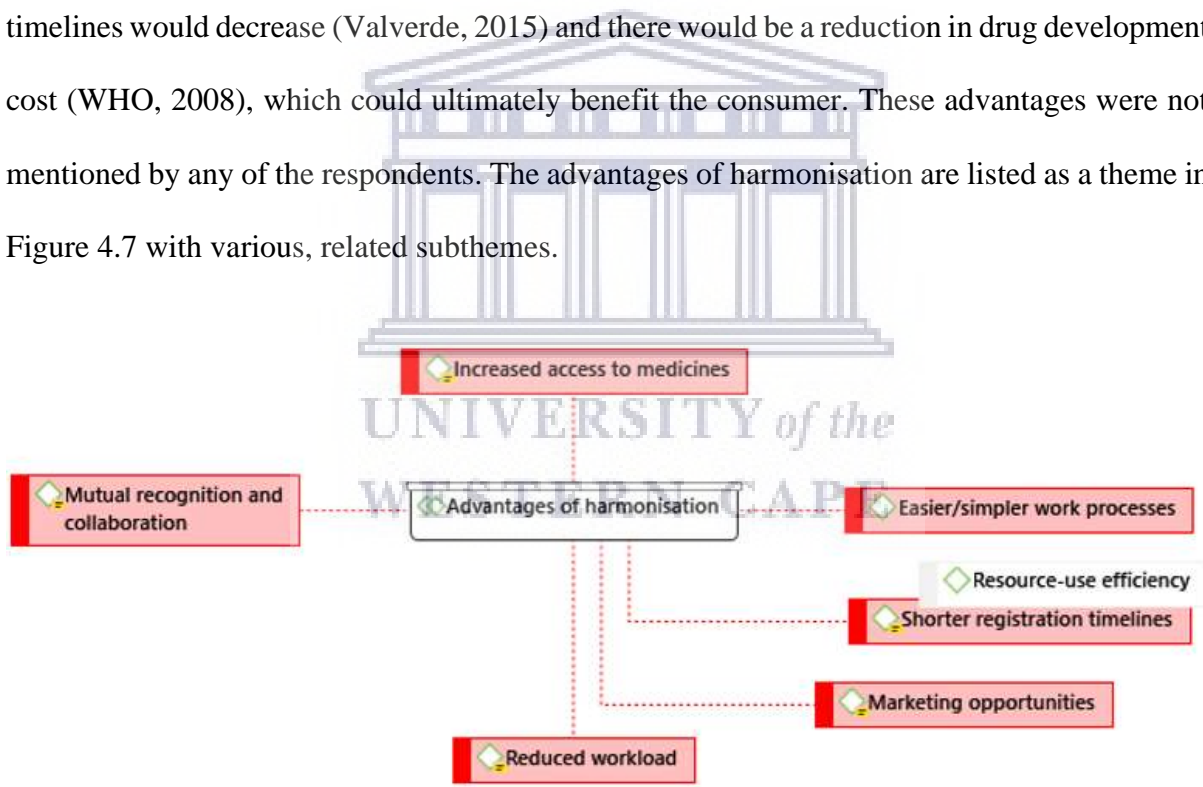 timelines would decrease (Valverde, 2015) and there would be a reduction in drug development
cost (WHO, 2008), which could ultimately benefit the consumer. These advantages were not
mentioned by any of the respondents. The advantages of harmonisation are listed as a theme in
Figure 4.7 with various, related subthemes.
Increased access to medicines
UNIVERSITY of the
WESTERN CAPE
Mutual recognition and
collaboration
Advantages of harmonisation
Easier/simpler work processes
Resource-use efficiency
Shorter registration timelines
Marketing opportunities
Reduced workload